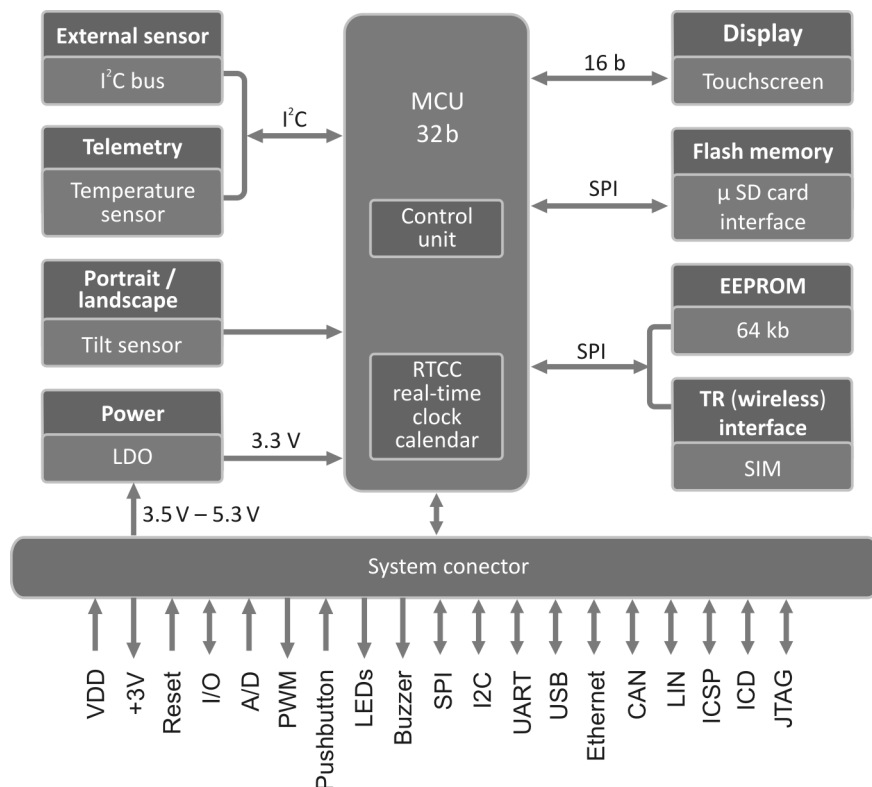 External sensor
I²C bus
Telemetry
Temperature
sensor
I²C
Portrait /
landscape
Tilt sensor
Power
LDO
3.3 V
3.5 V – 5.3 V
MCU
32 b
Control
unit
RTCC
real-time
clock
calendar
16 b
Display
Touchscreen
SPI
Flash memory
µ SD card
interface
SPI
EEPROM
64 kb
TR (wireless)
interface
SIM
System conector
VDD
+3V
Reset
I/O
A/D
PWM
Pushbutton
LEDs
Buzzer
SPI
I2C
UART
USB
Ethernet
CAN
LIN
ICSP
ICD
JTAG